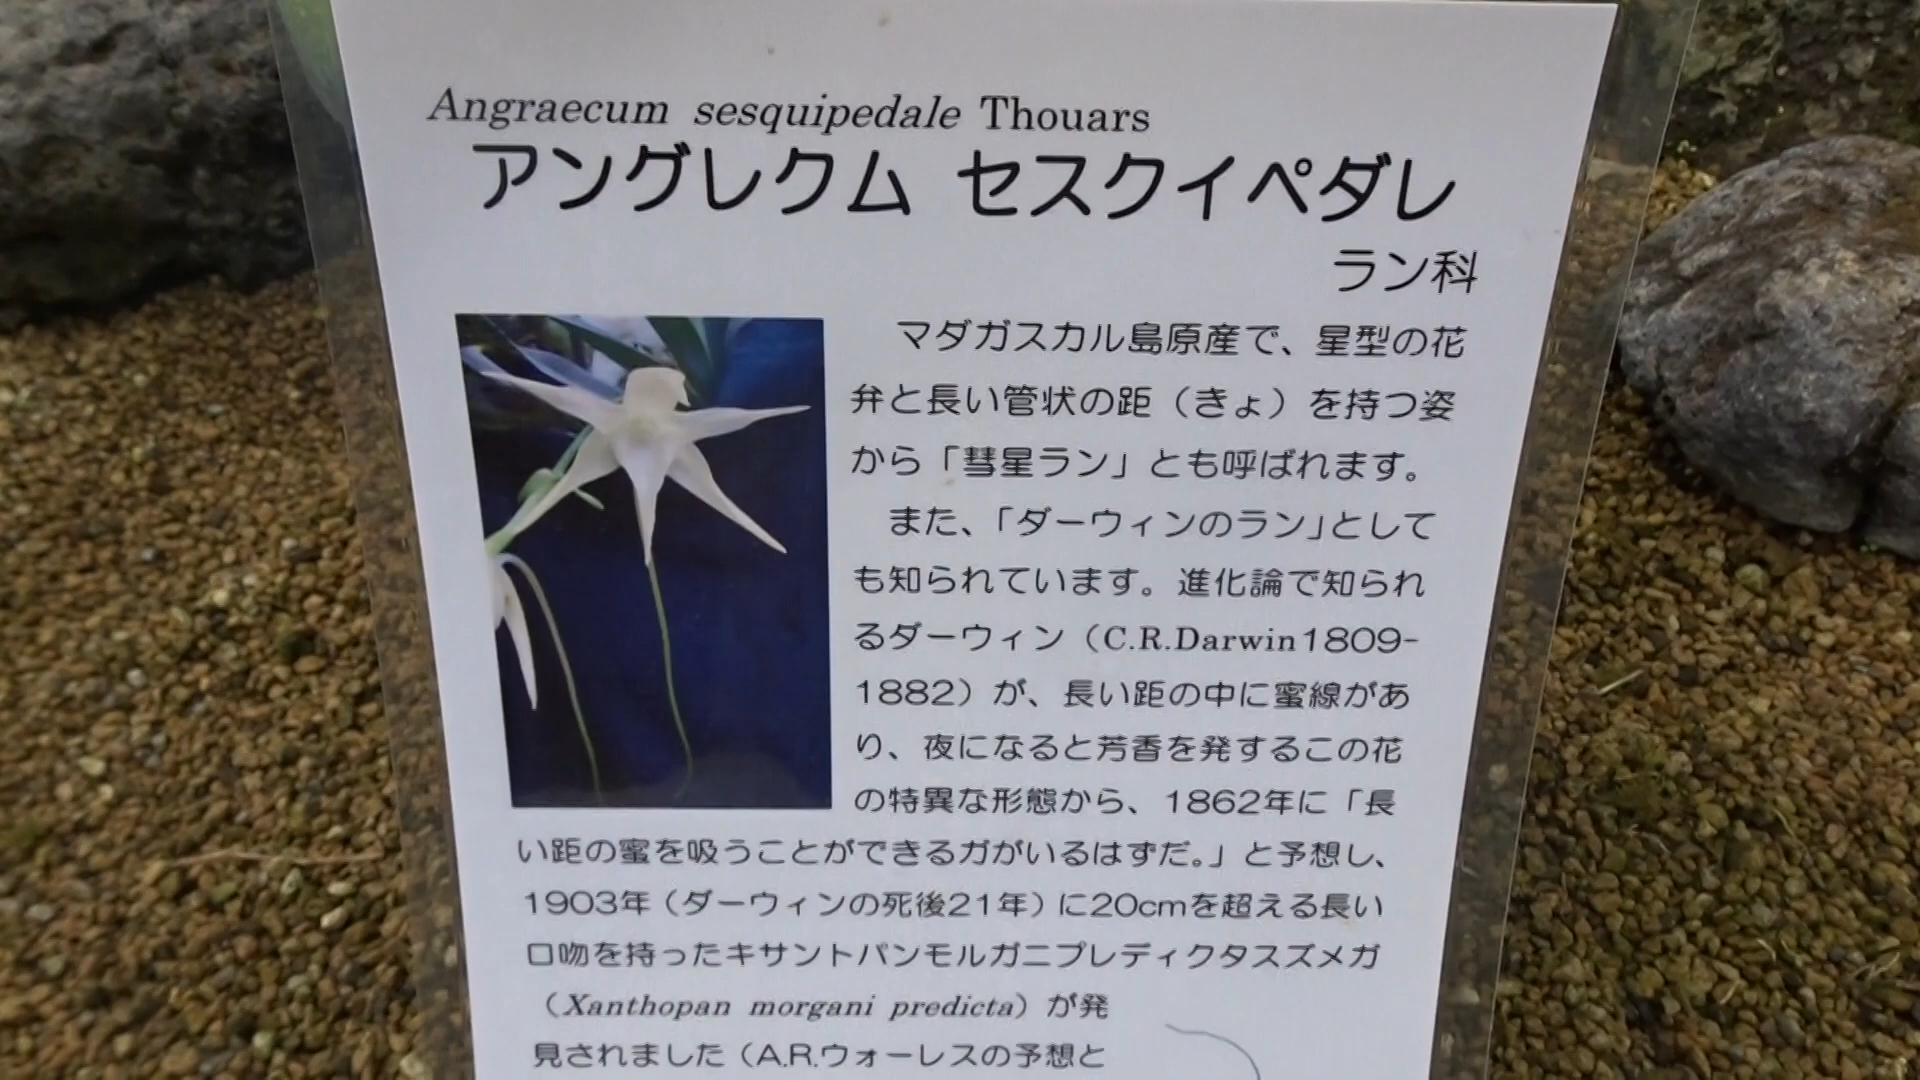 Angraecum sesquipedale Thouars
アングレクム セスクイペダレ
ラン科
マダガスカル島原産で、星型の花
弁と長い管状の距（きょ）を持つ姿
から「彗星ラン」とも呼ばれます。
また、「ダーウィンのラン」として
も知られています。進化論で知られ
るダーウィン（C.R.Darwin1809-
1882）が、長い距の中に蜜線があ
り、夜になると芳香を発するこの花
の特異な形態から、1862年に「長
い距の蜜を吸うことができるガがいるはずだ。」と予想し、
1903年（ダーウィンの死後21年）に20cmを超える長い
口吻を持ったキサントパンモルガニプレディクタスズメガ
（Xanthopan morgani predicta）が発
見されました（A.R.ウォーレスの予想と